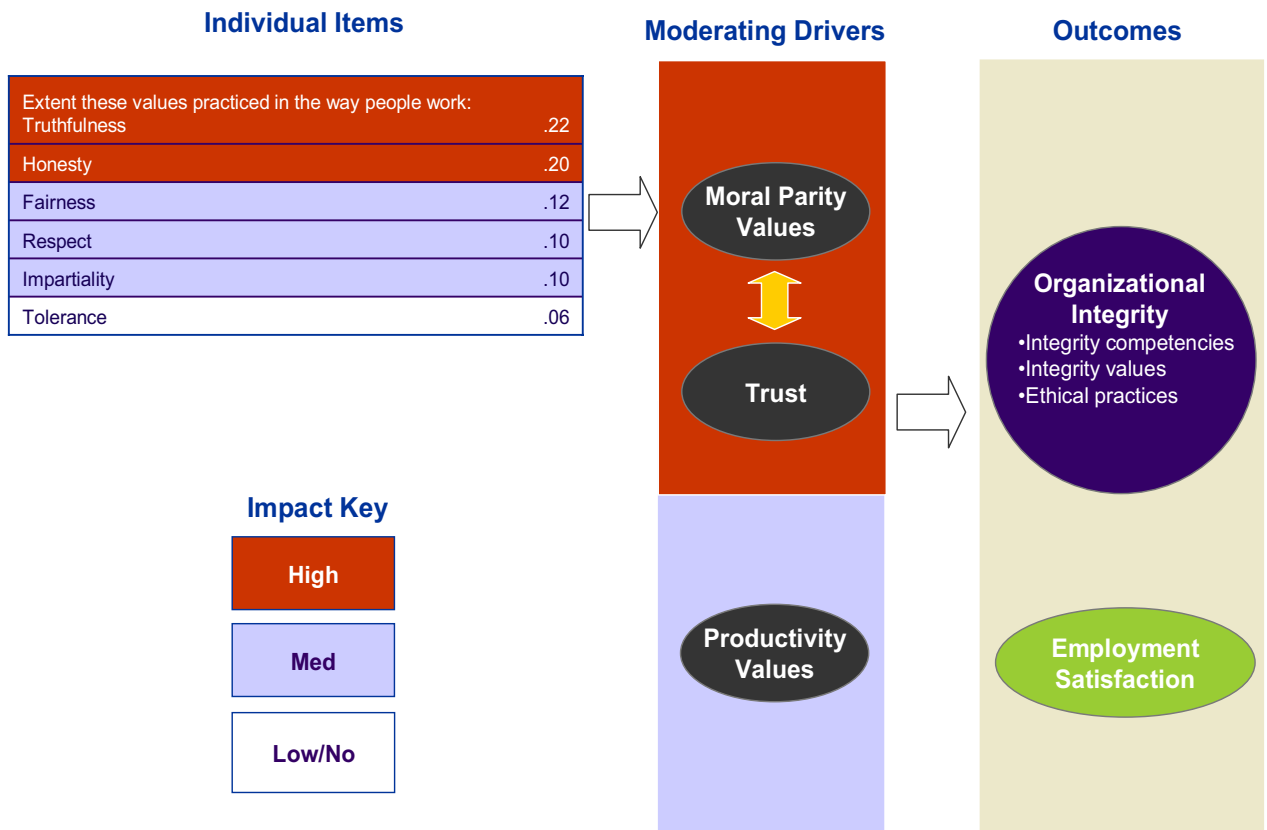 Individual Items
Moderating Drivers
Outcomes
Extent these values practiced in the way people work:
Truthfulness .22
Honesty .20
Fairness .12
Respect .10
Impartiality .10
Tolerance .06
Moral Parity
Values
Trust
Productivity
Values
Organizational
Integrity
•Integrity competencies
•Integrity values
•Ethical practices
Employment
Satisfaction
Impact Key
High
Med
Low/No